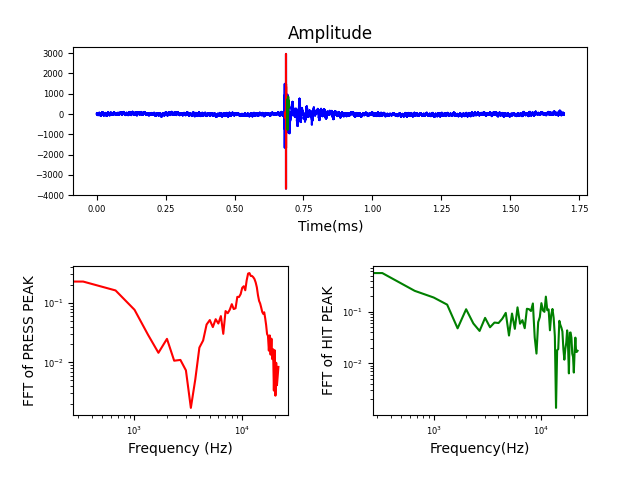 Amplitude
3000
2000
1000
0
−1000
−2000
−3000
−4000
0.00 0.25 0.50 0.75 1.00 1.25 1.50 1.75
Time(ms)
FFT of PRESS PEAK
10⁻¹
10⁻²
10³ 10⁴
Frequency (Hz)
FFT of HIT PEAK
10⁻¹
10⁻²
10³ 10⁴
Frequency(Hz)